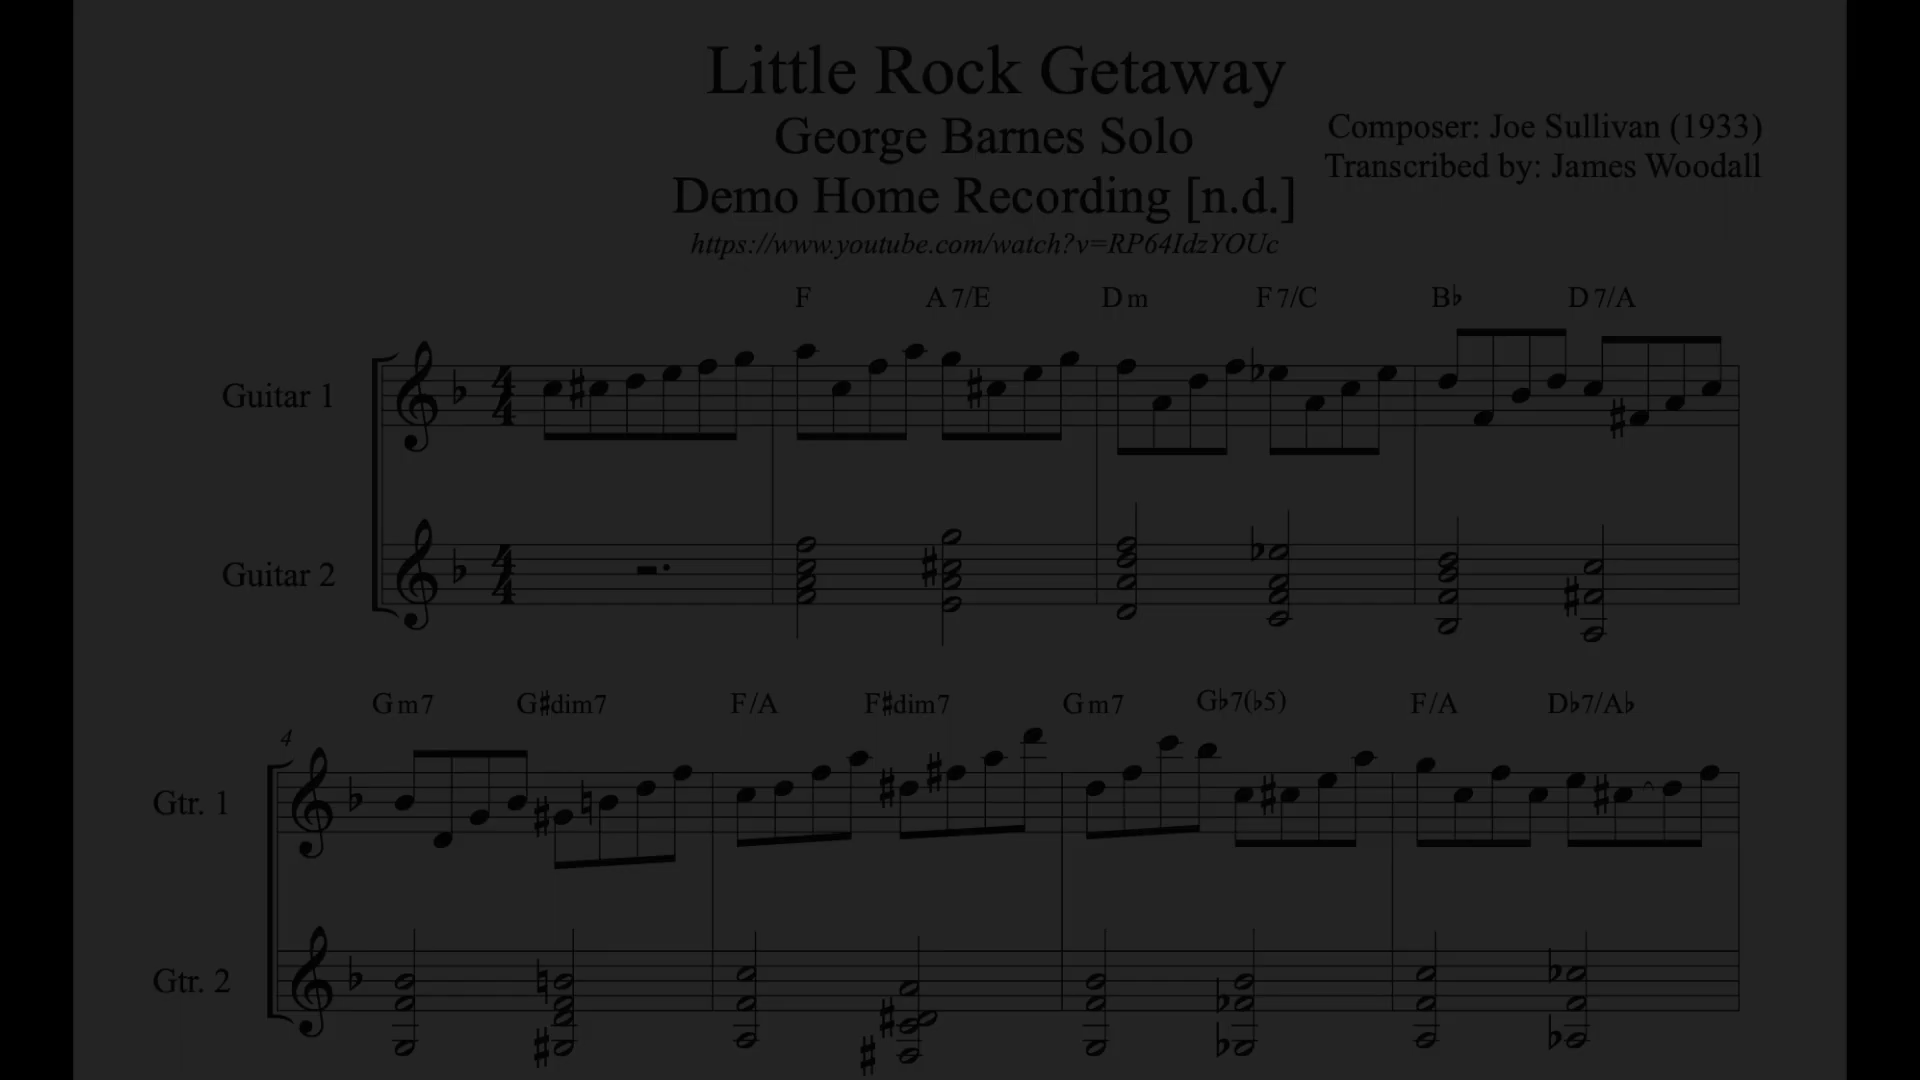 Little Rock Getaway
George Barnes Solo
Composer: Joe Sullivan (1933)
Transcribed by: James Woodall
Demo Home Recording [n.d.]
https://www.youtube.com/watch?v=RP64IdzYOUc
F A7/E Dm F7/C B♭ D7/A
Guitar 1
Guitar 2
Gm7 G♯dim7 F/A F♯dim7 Gm7 G♭7(♭5) F/A D♭7/A♭
4
Gtr. 1
Gtr. 2